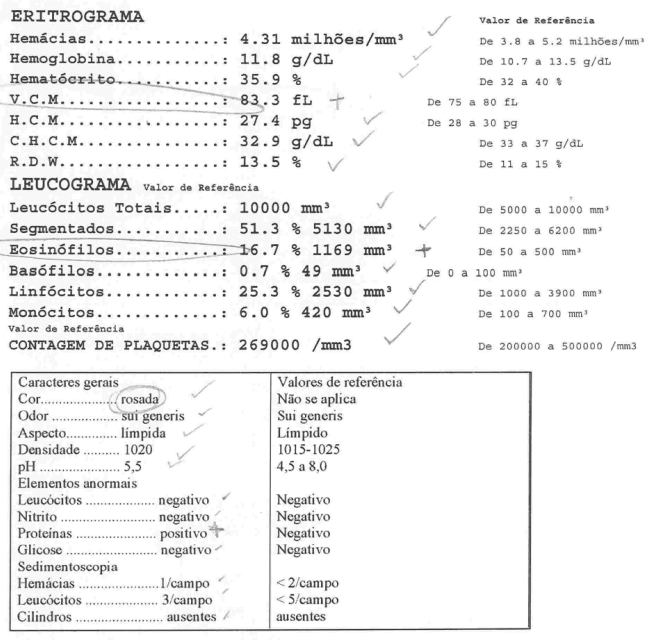 ERITROGRAMA Valor de Referência
Hemácias..............: 4.31 milhões/mm³ De 3.8 a 5.2 milhões/mm³
Hemoglobina...........: 11.8 g/dL De 10.7 a 13.5 g/dL
Hematócrito...........: 35.9 % De 32 a 40 %
V.C.M.................: 83.3 fL + De 75 a 80 fL
H.C.M.................: 27.4 pg De 28 a 30 pg
C.H.C.M...............: 32.9 g/dL De 33 a 37 g/dL
R.D.W.................: 13.5 % De 11 a 15 %
LEUCOGRAMA Valor de Referência
Leucócitos Totais.....: 10000 mm³ De 5000 a 10000 mm³
Segmentados...........: 51.3 % 5130 mm³ De 2250 a 6200 mm³
Eosinófilos...........: 16.7 % 1169 mm³ + De 50 a 500 mm³
Basófilos.............: 0.7 % 49 mm³ De 0 a 100 mm³
Linfócitos............: 25.3 % 2530 mm³ De 1000 a 3900 mm³
Monócitos.............: 6.0 % 420 mm³ De 100 a 700 mm³
Valor de Referência
CONTAGEM DE PLAQUETAS.: 269000 /mm3 De 200000 a 500000 /mm3
Caracteres gerais Valores de referência
Cor...................... rosada Não se aplica
Odor .................. sui generis Sui generis
Aspecto.............. límpida Límpido
Densidade .......... 1020 1015-1025
pH ...................... 5,5 4,5 a 8,0
Elementos anormais
Leucócitos ................... negativo Negativo
Nitrito .......................... negativo Negativo
Proteínas ...................... positivo + Negativo
Glicose ......................... negativo Negativo
Sedimentoscopia
Hemácias ......................1/campo < 2/campo
Leucócitos .................... 3/campo < 5/campo
Cilindros ....................... ausentes ausentes